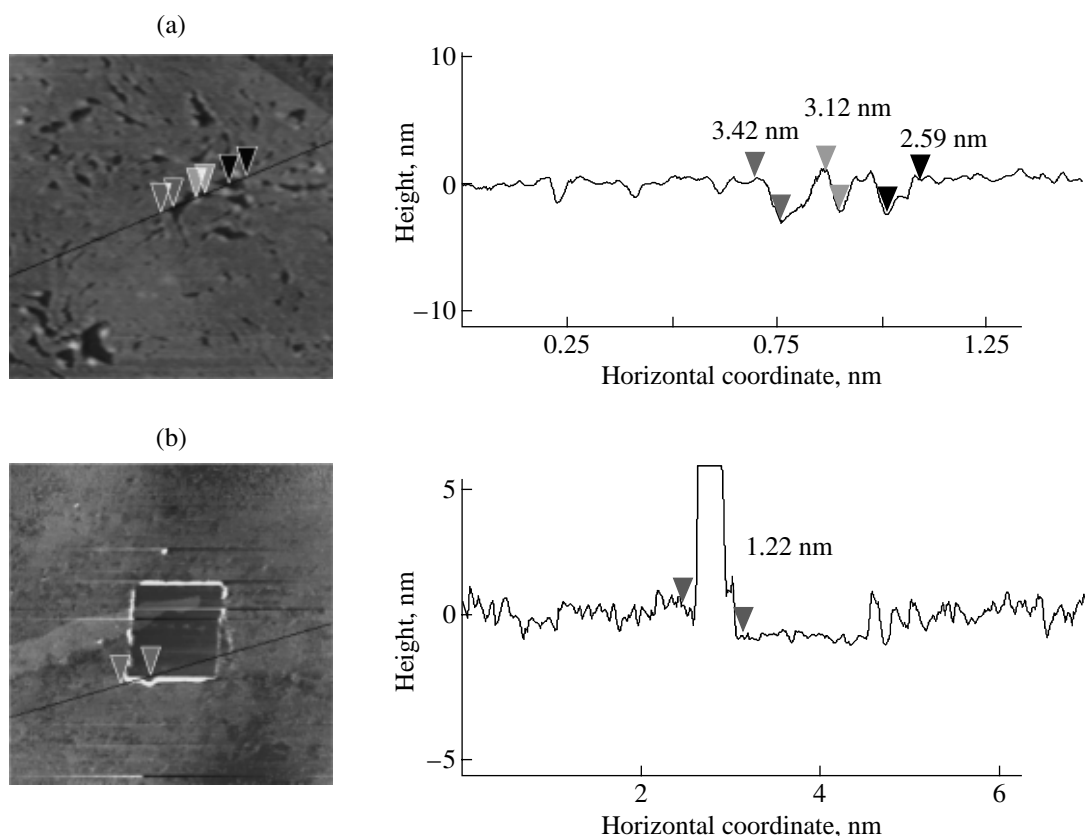 (a)
10
3.12 nm
3.42 nm
2.59 nm
Height, nm
0
−10
0.25
0.75
1.25
Horizontal coordinate, nm
(b)
5
1.22 nm
Height, nm
0
−5
2
4
6
Horizontal coordinate, nm